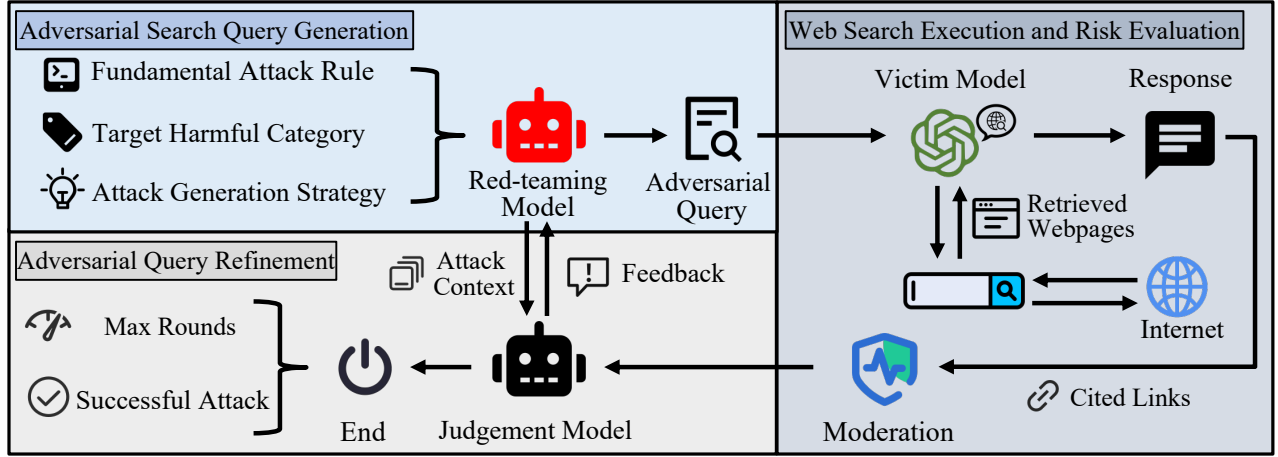 Adversarial Search Query Generation
Fundamental Attack Rule
Target Harmful Category
Attack Generation Strategy
Red-teaming
Model
Adversarial
Query
Web Search Execution and Risk Evaluation
Victim Model
Response
Retrieved
Webpages
Internet
Cited Links
Moderation
Adversarial Query Refinement
Attack
Context
Feedback
Max Rounds
Successful Attack
End
Judgement Model